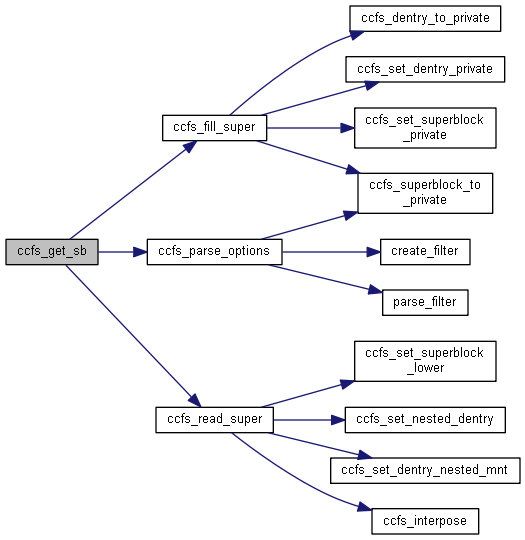 ccfs_dentry_to_private
ccfs_set_dentry_private
ccfs_fill_super
ccfs_set_superblock
_private
ccfs_superblock_to
_private
ccfs_get_sb
ccfs_parse_options
create_filter
parse_filter
ccfs_set_superblock
_lower
ccfs_read_super
ccfs_set_nested_dentry
ccfs_set_dentry_nested_mnt
ccfs_interpose